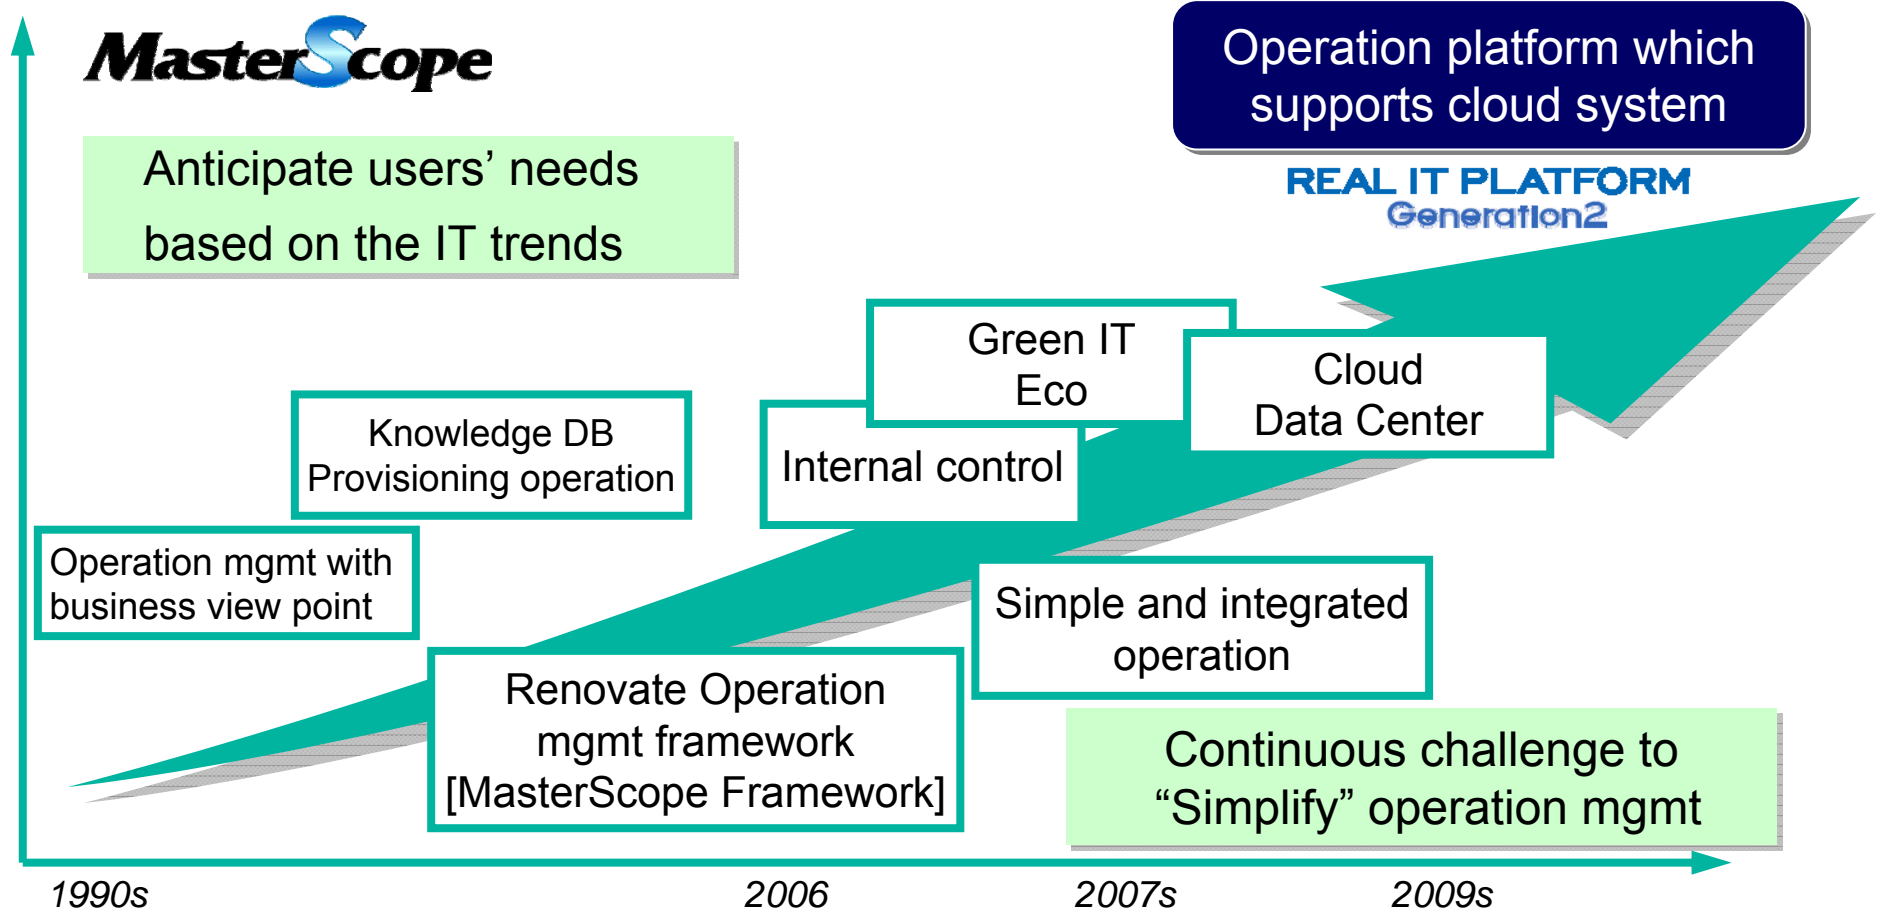 MasterScope
Operation platform which
supports cloud system
Anticipate users’ needs
based on the IT trends
REAL IT PLATFORM
Generation2
Green IT
Eco
Cloud
Data Center
Knowledge DB
Provisioning operation
Internal control
Operation mgmt with
business view point
Simple and integrated
operation
Renovate Operation
mgmt framework
[MasterScope Framework]
Continuous challenge to
“Simplify” operation mgmt
1990s
2006
2007s
2009s